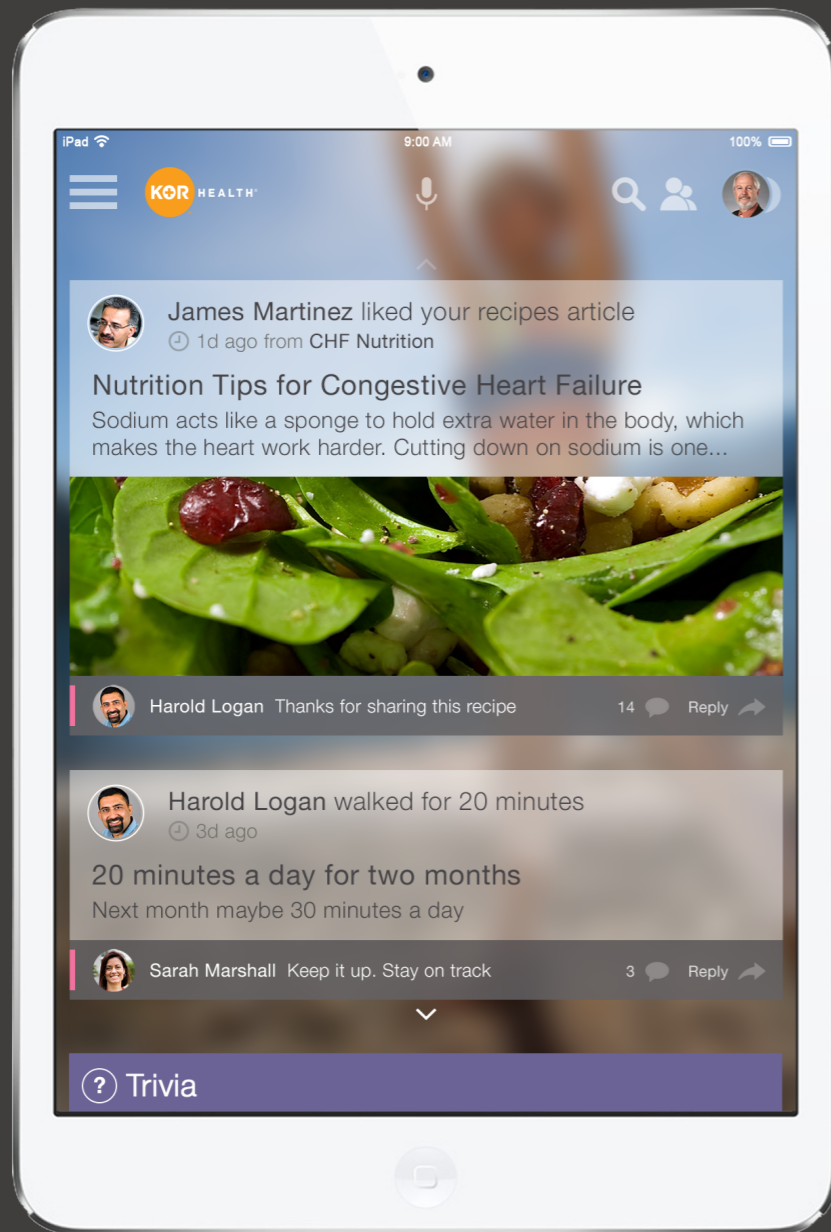 iPad 9:00 AM 100%
KOR HEALTH
James Martinez liked your recipes article
1d ago from CHF Nutrition
Nutrition Tips for Congestive Heart Failure
Sodium acts like a sponge to hold extra water in the body, which
makes the heart work harder. Cutting down on sodium is one...
Harold Logan Thanks for sharing this recipe 14 Reply
Harold Logan walked for 20 minutes
3d ago
20 minutes a day for two months
Next month maybe 30 minutes a day
Sarah Marshall Keep it up. Stay on track 3 Reply
? Trivia